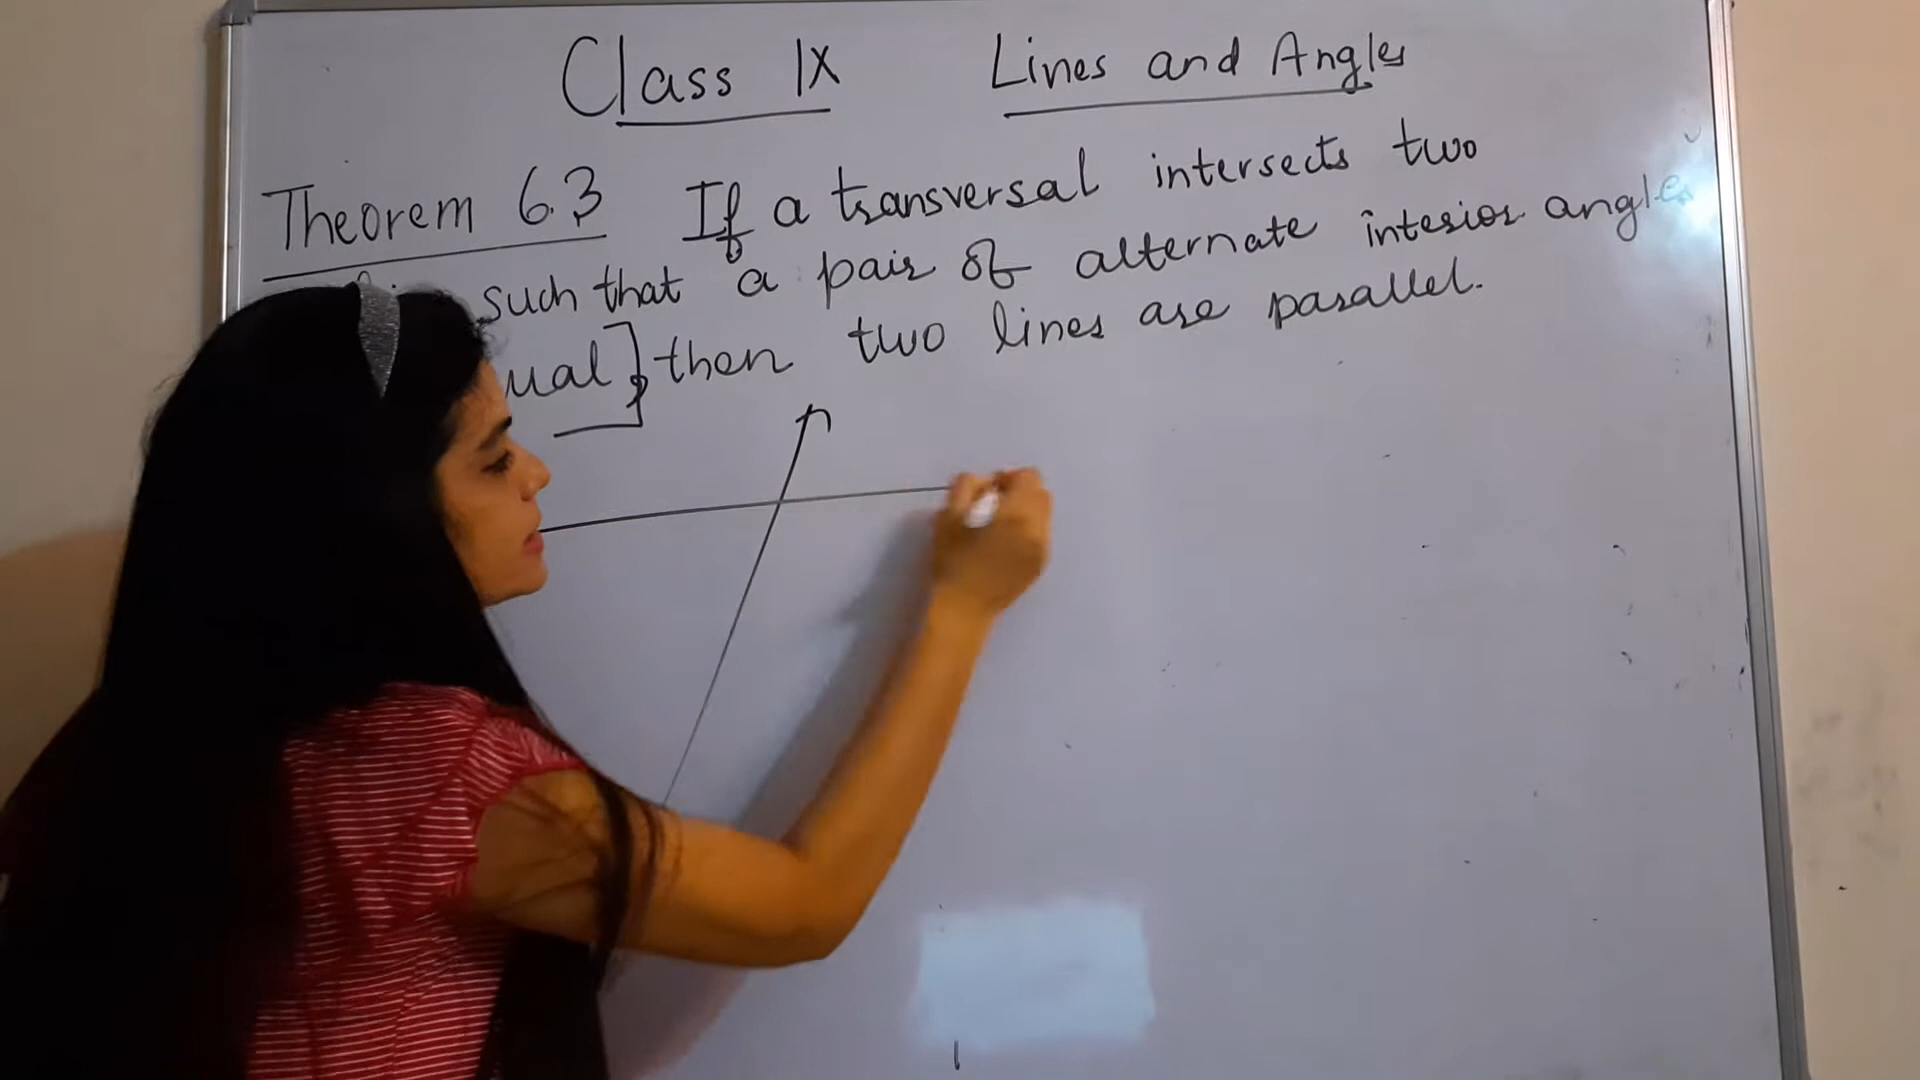 Class IX Lines and Angles
Theorem 6.3 If a transversal intersects two
such that a pair of alternate interior angles
ual] then two lines are parallel.